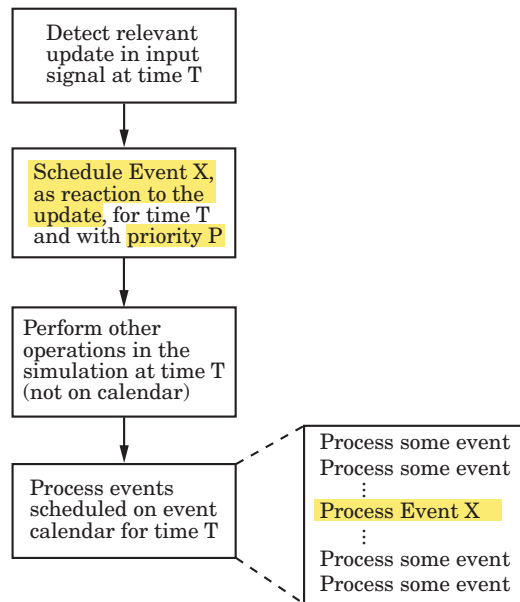 Detect relevant
update in input
signal at time T
Schedule Event X,
as reaction to the
update, for time T
and with priority P
Perform other
operations in the
simulation at time T
(not on calendar)
Process events
scheduled on event
calendar for time T
Process some event
Process some event
⋮
Process Event X
⋮
Process some event
Process some event